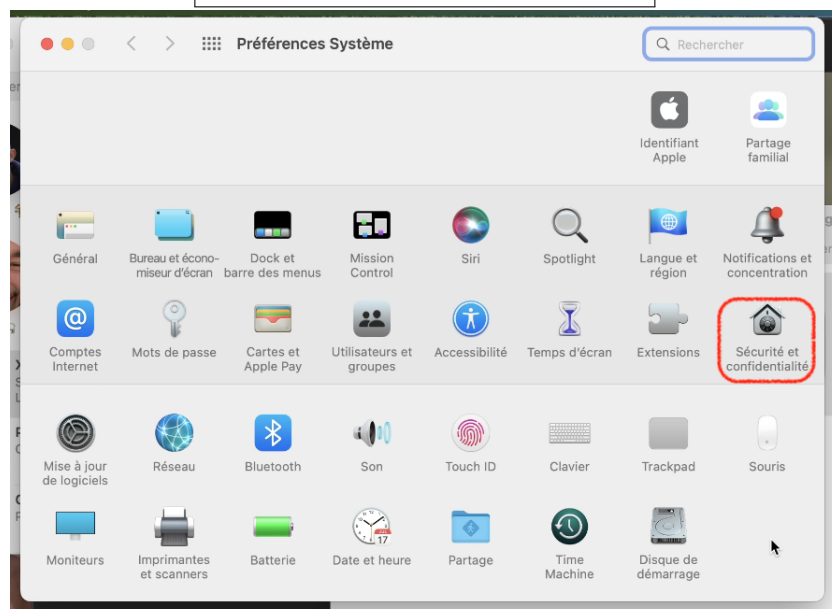 Préférences Système
Rechercher
Identifiant
Apple
Partage
familial
Général
Bureau et écono-
miseur d'écran
Dock et
barre des menus
Mission
Control
Siri
Spotlight
Langue et
région
Notifications et
concentration
Comptes
Internet
Mots de passe
Cartes et
Apple Pay
Utilisateurs et
groupes
Accessibilité
Temps d'écran
Extensions
Sécurité et
confidentialité
Mise à jour
de logiciels
Réseau
Bluetooth
Son
Touch ID
Clavier
Trackpad
Souris
Moniteurs
Imprimantes
et scanners
Batterie
17
Date et heure
Partage
Time
Machine
Disque de
démarrage